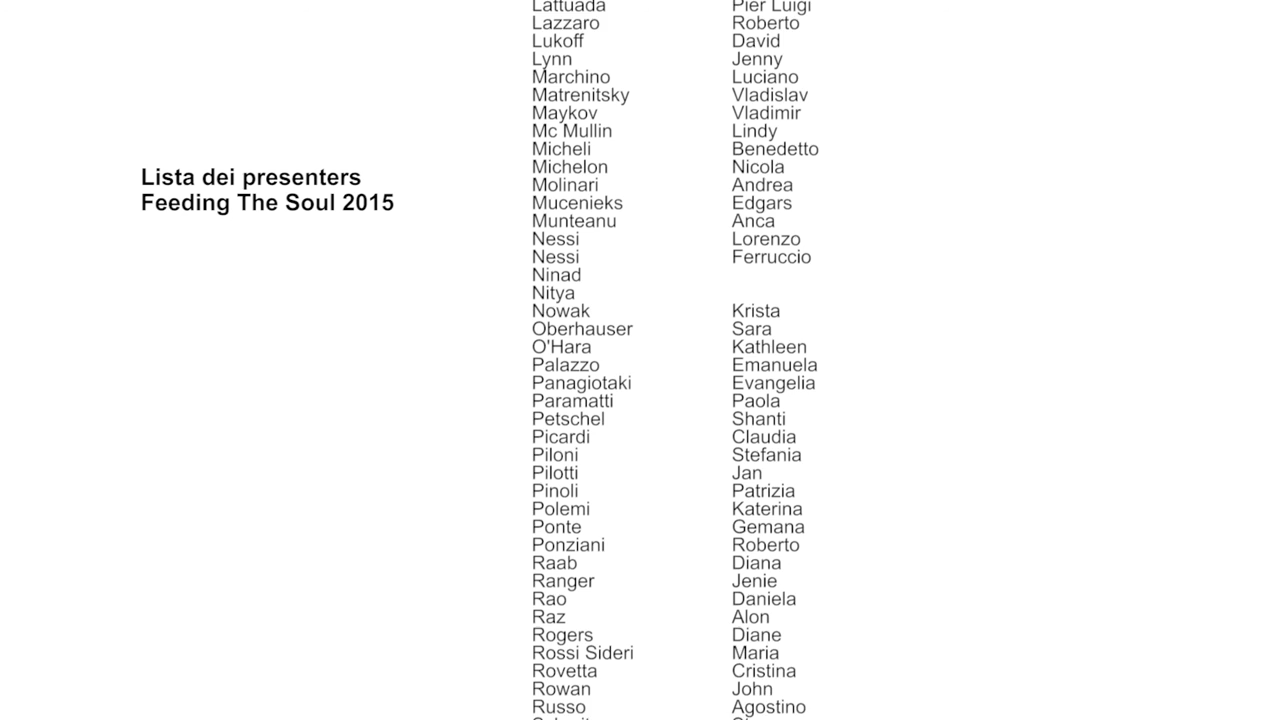 Lista dei presenters
Feeding The Soul 2015
Lattuada Pier Luigi
Lazzaro Roberto
Lukoff David
Lynn Jenny
Marchino Luciano
Matrenitsky Vladislav
Maykov Vladimir
Mc Mullin Lindy
Micheli Benedetto
Michelon Nicola
Molinari Andrea
Mucenieks Edgars
Munteanu Anca
Nessi Lorenzo
Nessi Ferruccio
Ninad
Nitya
Nowak Krista
Oberhauser Sara
O'Hara Kathleen
Palazzo Emanuela
Panagiotaki Evangelia
Paramatti Paola
Petschel Shanti
Picardi Claudia
Piloni Stefania
Pilotti Jan
Pinoli Patrizia
Polemi Katerina
Ponte Gemana
Ponziani Roberto
Raab Diana
Ranger Jenie
Rao Daniela
Raz Alon
Rogers Diane
Rossi Sideri Maria
Rovetta Cristina
Rowan John
Russo Agostino